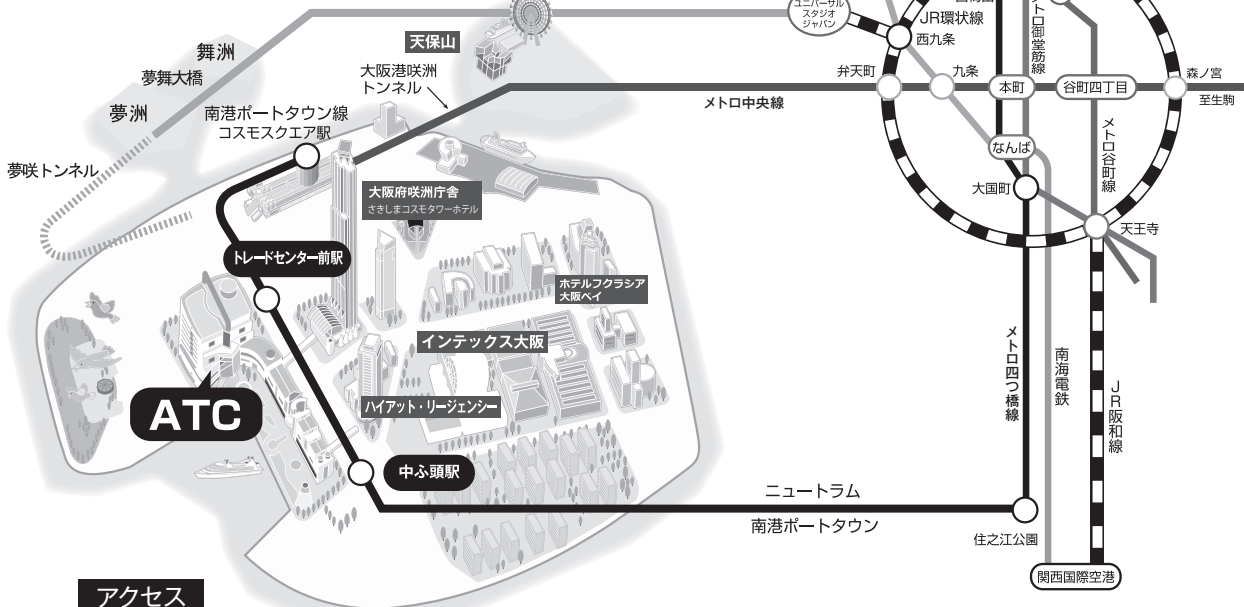 ユニバーサル
スタジオ
ジャパン
JR環状線
西九条
メトロ御堂筋線
天保山
舞洲
夢舞大橋
夢洲
大阪港咲洲
トンネル
弁天町
九条
本町
谷町四丁目
森ノ宮
至生駒
メトロ中央線
南港ポートタウン線
コスモスクエア駅
メトロ谷町線
なんば
夢咲トンネル
大阪府咲洲庁舎
さきしまコスモタワーホテル
大国町
天王寺
トレードセンター前駅
ホテルフクラシア
大阪ベイ
インテックス大阪
メトロ四つ橋線
南海電鉄
JR阪和線
ATC
ハイアット・リージェンシー
中ふ頭駅
ニュートラム
南港ポートタウン
住之江公園
関西国際空港
アクセス